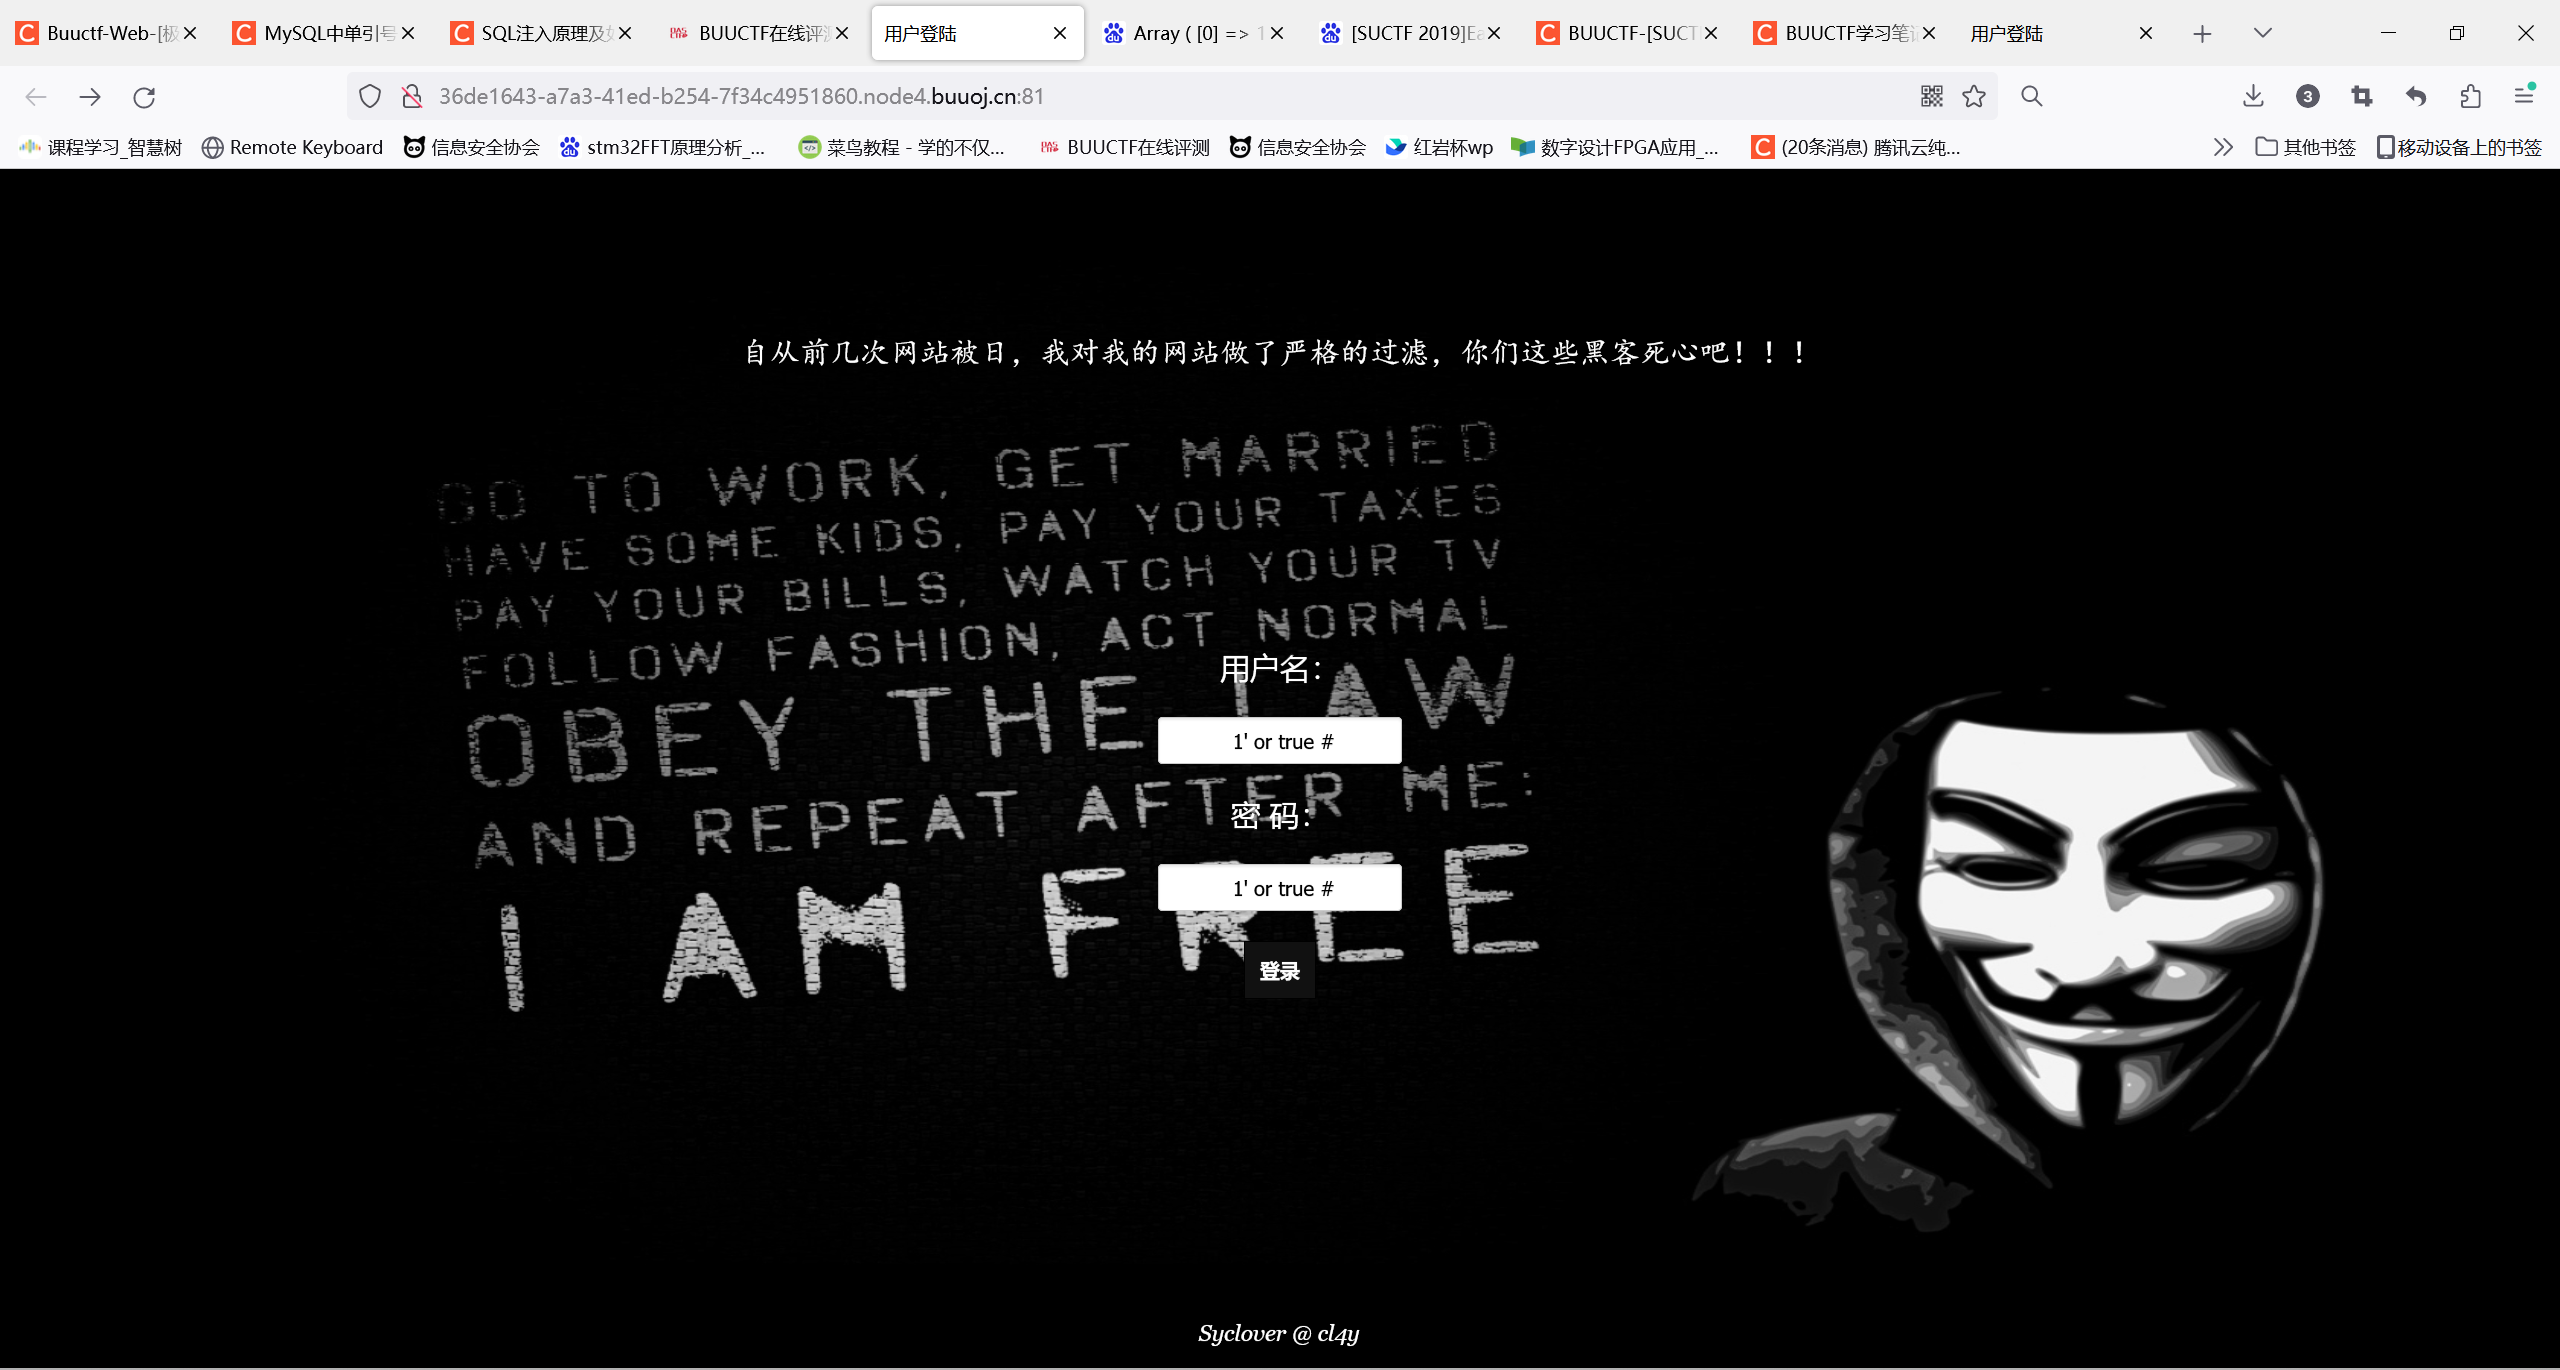 Buuctf-Web-[极
MySQL中单引号
SQL注入原理及
BUUCTF在线评
用户登陆
Array ( [0] => 1
[SUCTF 2019]Ea
BUUCTF-[SUCT
BUUCTF学习笔
用户登陆
36de1643-a7a3-41ed-b254-7f34c4951860.node4.buuoj.cn:81
3
课程学习_智慧树
Remote Keyboard
信息安全协会
stm32FFT原理分析_...
菜鸟教程 - 学的不仅...
BUUCTF在线评测
信息安全协会
红岩杯wp
数字设计FPGA应用_...
(20条消息) 腾讯云纯...
其他书签
移动设备上的书签
自从前几次网站被日，我对我的网站做了严格的过滤，你们这些黑客死心吧！！！
GO TO WORK, GET MARRIED
HAVE SOME KIDS, PAY YOUR TAXES
PAY YOUR BILLS, WATCH YOUR TV
FOLLOW FASHION, ACT NORMAL
OBEY THE LAW
AND REPEAT AFTER ME:
I AM FREE
用户名：
1' or true #
密 码：
1' or true #
登录
Syclover @ cl4y